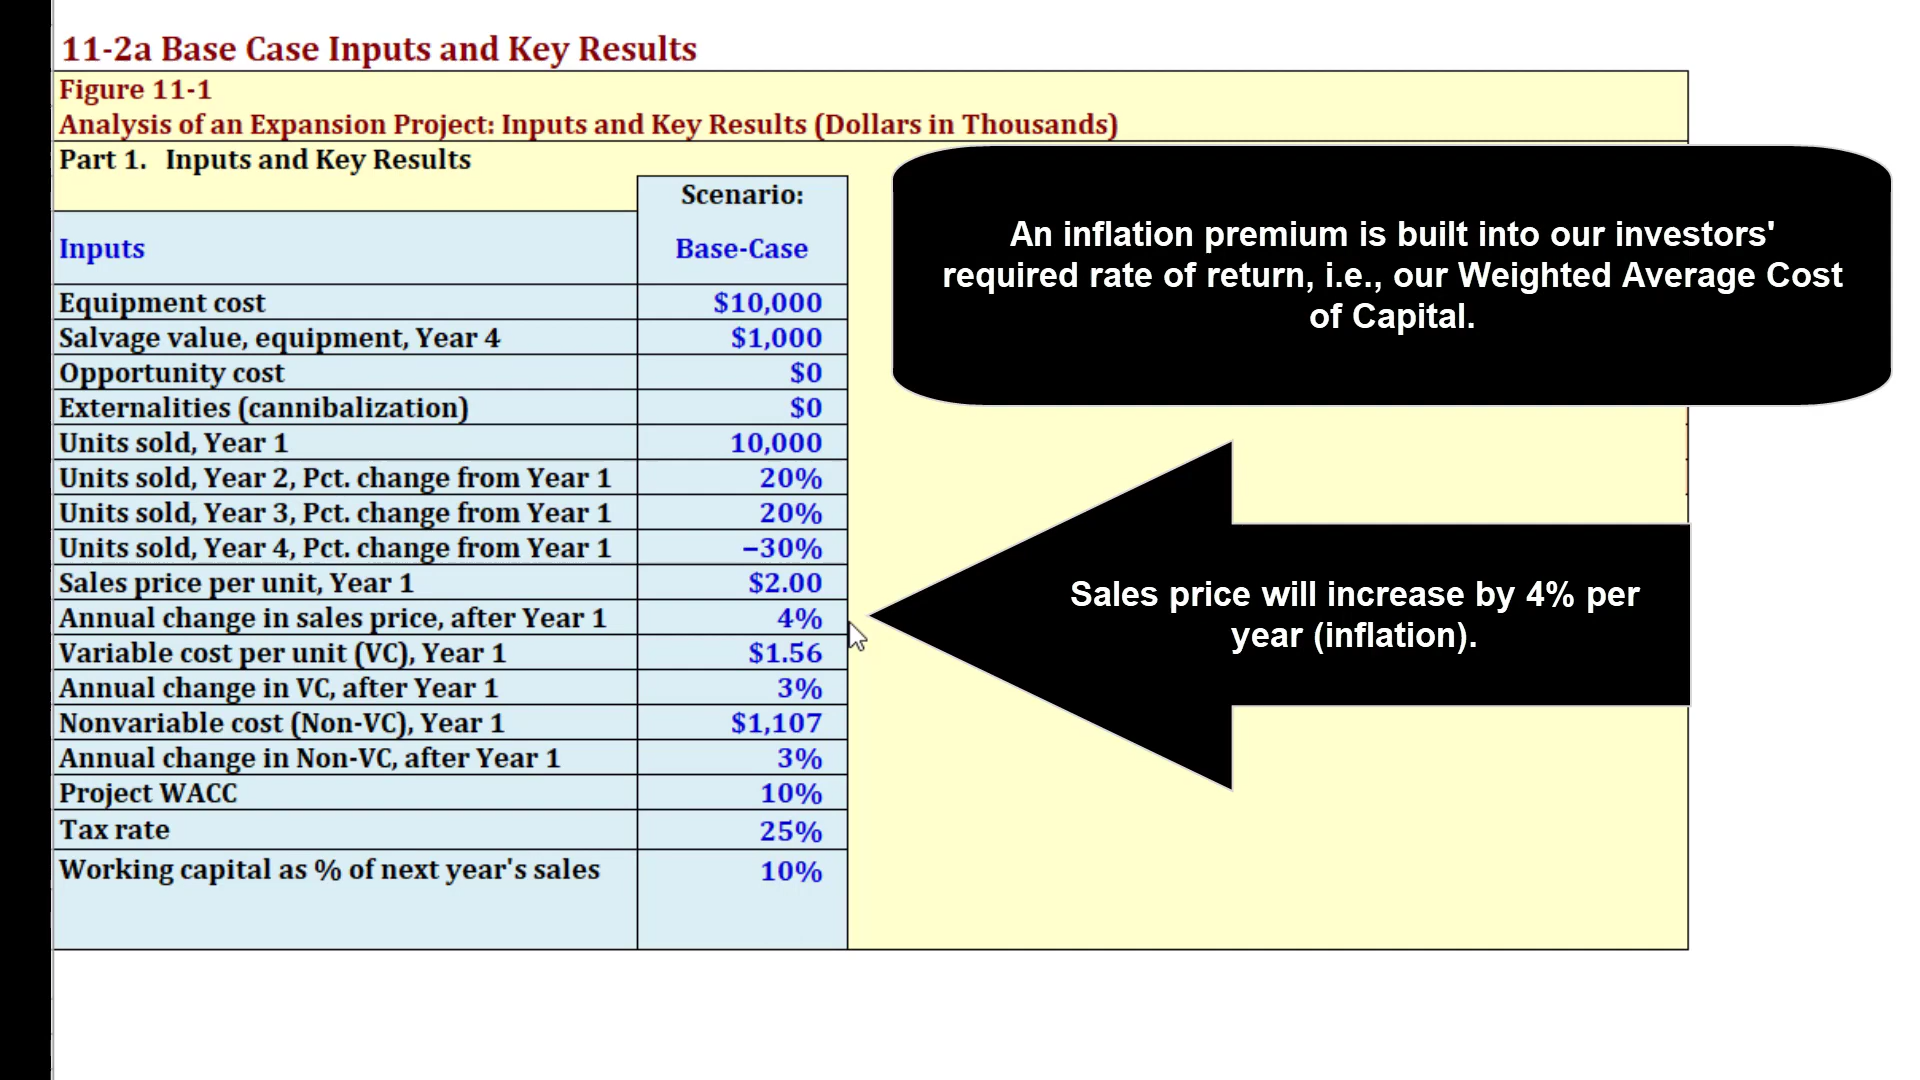 11-2a Base Case Inputs and Key Results
Figure 11-1
Analysis of an Expansion Project: Inputs and Key Results (Dollars in Thousands)
Part 1. Inputs and Key Results
Scenario:
Inputs Base-Case
Equipment cost $10,000
Salvage value, equipment, Year 4 $1,000
Opportunity cost $0
Externalities (cannibalization) $0
Units sold, Year 1 10,000
Units sold, Year 2, Pct. change from Year 1 20%
Units sold, Year 3, Pct. change from Year 1 20%
Units sold, Year 4, Pct. change from Year 1 −30%
Sales price per unit, Year 1 $2.00
Annual change in sales price, after Year 1 4%
Variable cost per unit (VC), Year 1 $1.56
Annual change in VC, after Year 1 3%
Nonvariable cost (Non-VC), Year 1 $1,107
Annual change in Non-VC, after Year 1 3%
Project WACC 10%
Tax rate 25%
Working capital as % of next year's sales 10%
An inflation premium is built into our investors'
required rate of return, i.e., our Weighted Average Cost
of Capital.
Sales price will increase by 4% per
year (inflation).